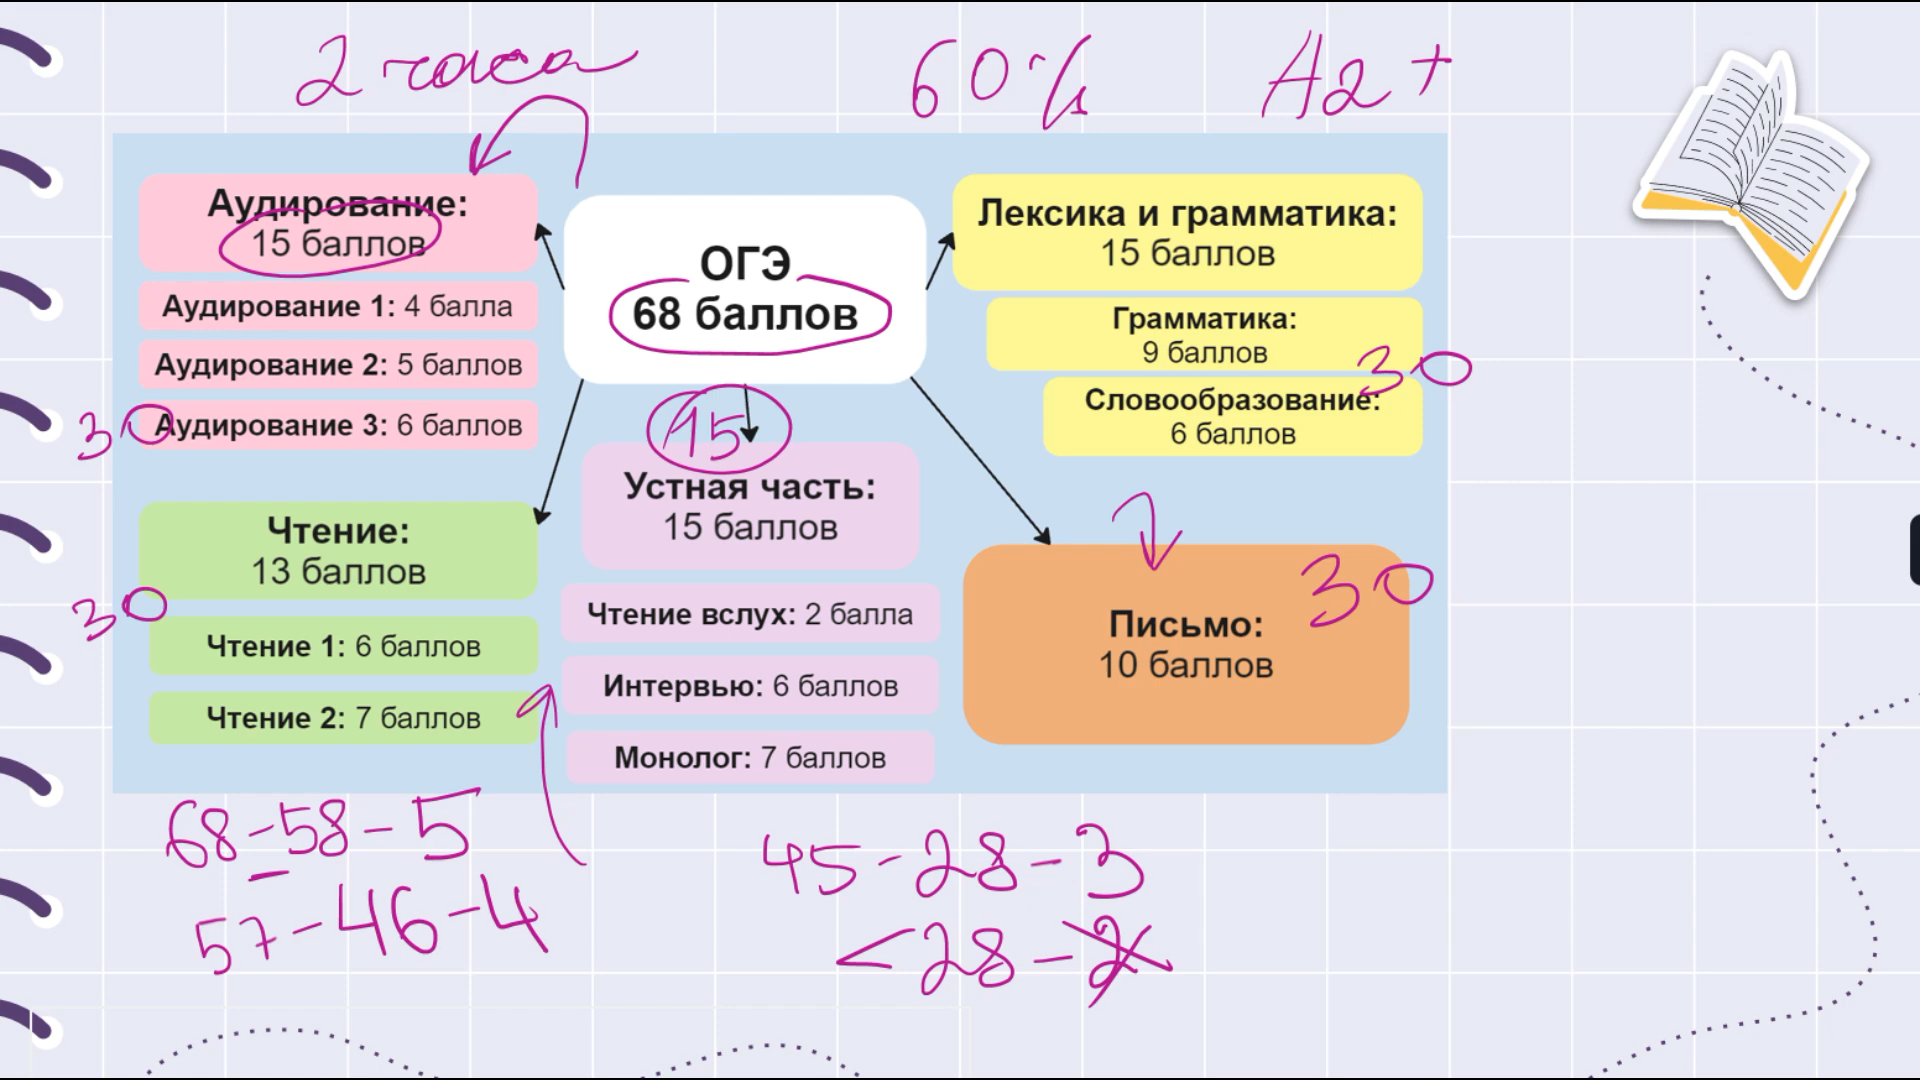 2 часа
60% A2+
Аудирование:
15 баллов
Аудирование 1: 4 балла
Аудирование 2: 5 баллов
Аудирование 3: 6 баллов
30
ОГЭ
68 баллов
Лексика и грамматика:
15 баллов
Грамматика:
9 баллов
30
Словообразование:
6 баллов
Чтение:
13 баллов
30
Чтение 1: 6 баллов
Чтение 2: 7 баллов
15
Устная часть:
15 баллов
Чтение вслух: 2 балла
Интервью: 6 баллов
Монолог: 7 баллов
30
Письмо:
10 баллов
68-58-5
57-46-4
45-28-3
<28-2